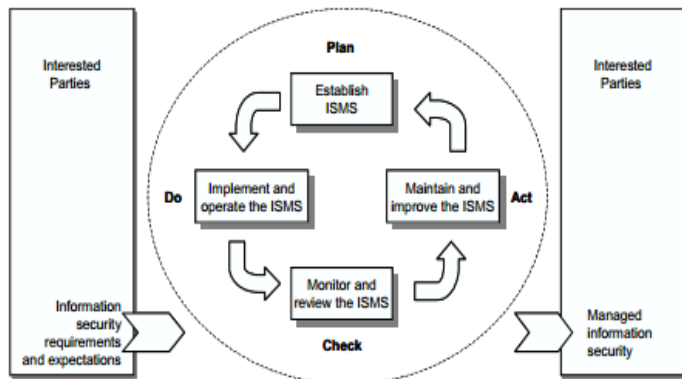 Interested
Parties
Plan
Establish
ISMS
Do
Implement and
operate the ISMS
Maintain and
improve the ISMS
Act
Monitor and
review the ISMS
Check
Information
security
requirements
and expectations
Interested
Parties
Managed
information
security